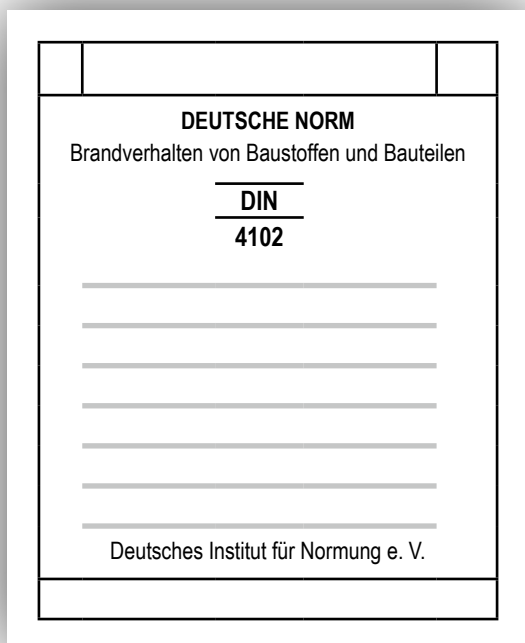 DEUTSCHE NORM
Brandverhalten von Baustoffen und Bauteilen
DIN
4102
Deutsches Institut für Normung e. V.